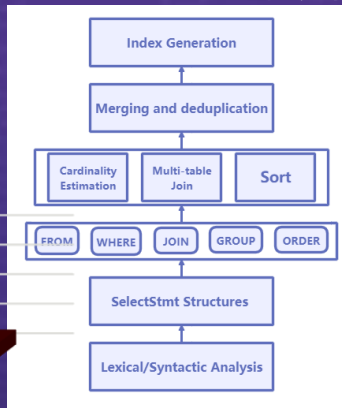 Index Generation
Merging and deduplication
Cardinality
Estimation
Multi-table
Join
Sort
FROM WHERE JOIN GROUP ORDER
SelectStmt Structures
Lexical/Syntactic Analysis